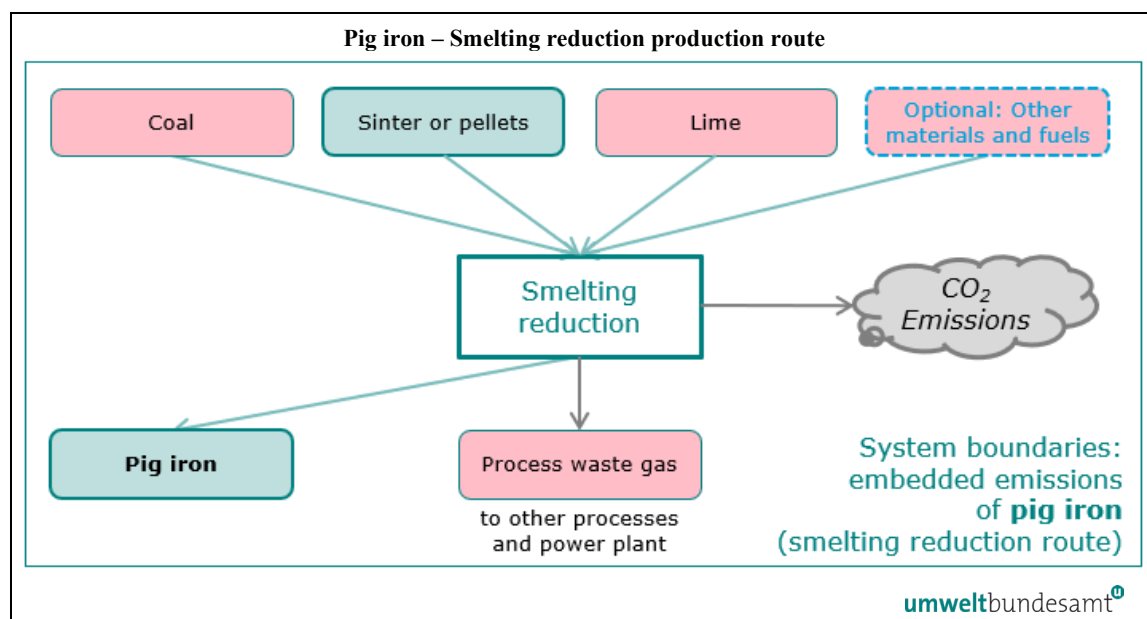 Pig iron – Smelting reduction production route
Coal
Sinter or pellets
Lime
Optional: Other
materials and fuels
Smelting
reduction
CO₂
Emissions
Pig iron
Process waste gas
to other processes
and power plant
System boundaries:
embedded emissions
of pig iron
(smelting reduction route)
umweltbundesamt u